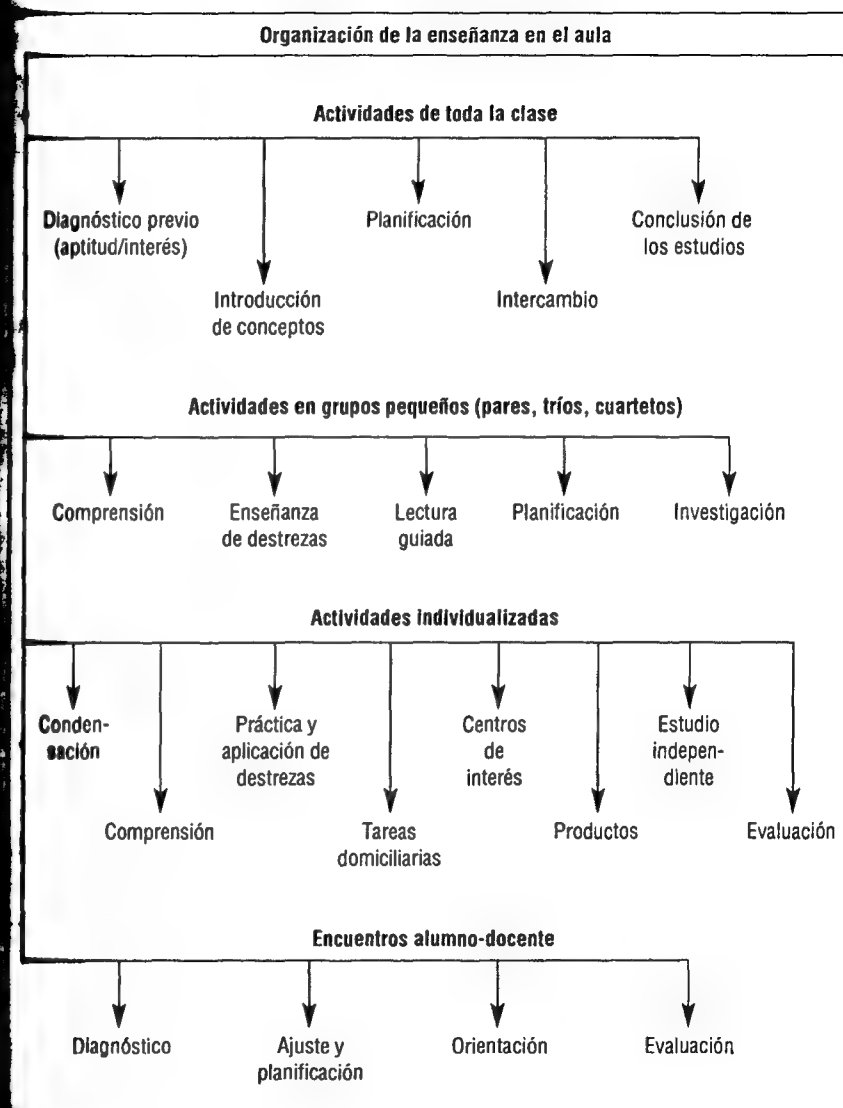 Organización de la enseñanza en el aula
Actividades de toda la clase
Diagnóstico previo
(aptitud/interés)
Introducción
de conceptos
Planificación
Intercambio
Conclusión de
los estudios
Actividades en grupos pequeños (pares, tríos, cuartetos)
Comprensión
Enseñanza
de destrezas
Lectura
guiada
Planificación
Investigación
Actividades individualizadas
Conden-
sación
Comprensión
Práctica y
aplicación de
destrezas
Tareas
domiciliarias
Centros
de
interés
Productos
Estudio
indepen-
diente
Evaluación
Encuentros alumno-docente
Diagnóstico
Ajuste y
planificación
Orientación
Evaluación